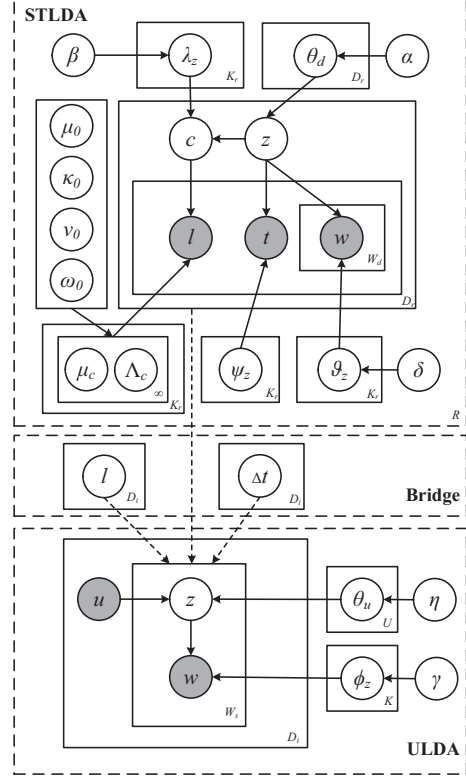 STLDA
β
λz
Kr
θd
Dr
α
μ0
κ0
ν0
ω0
c
z
l
t
w
Wd
Dr
μc
Λc
∞
Kr
ψz
Kr
ϑz
Kr
δ
R
l
Di
Δt
Di
Bridge
u
z
θu
U
η
w
Ws
ϕz
K
γ
Di
ULDA